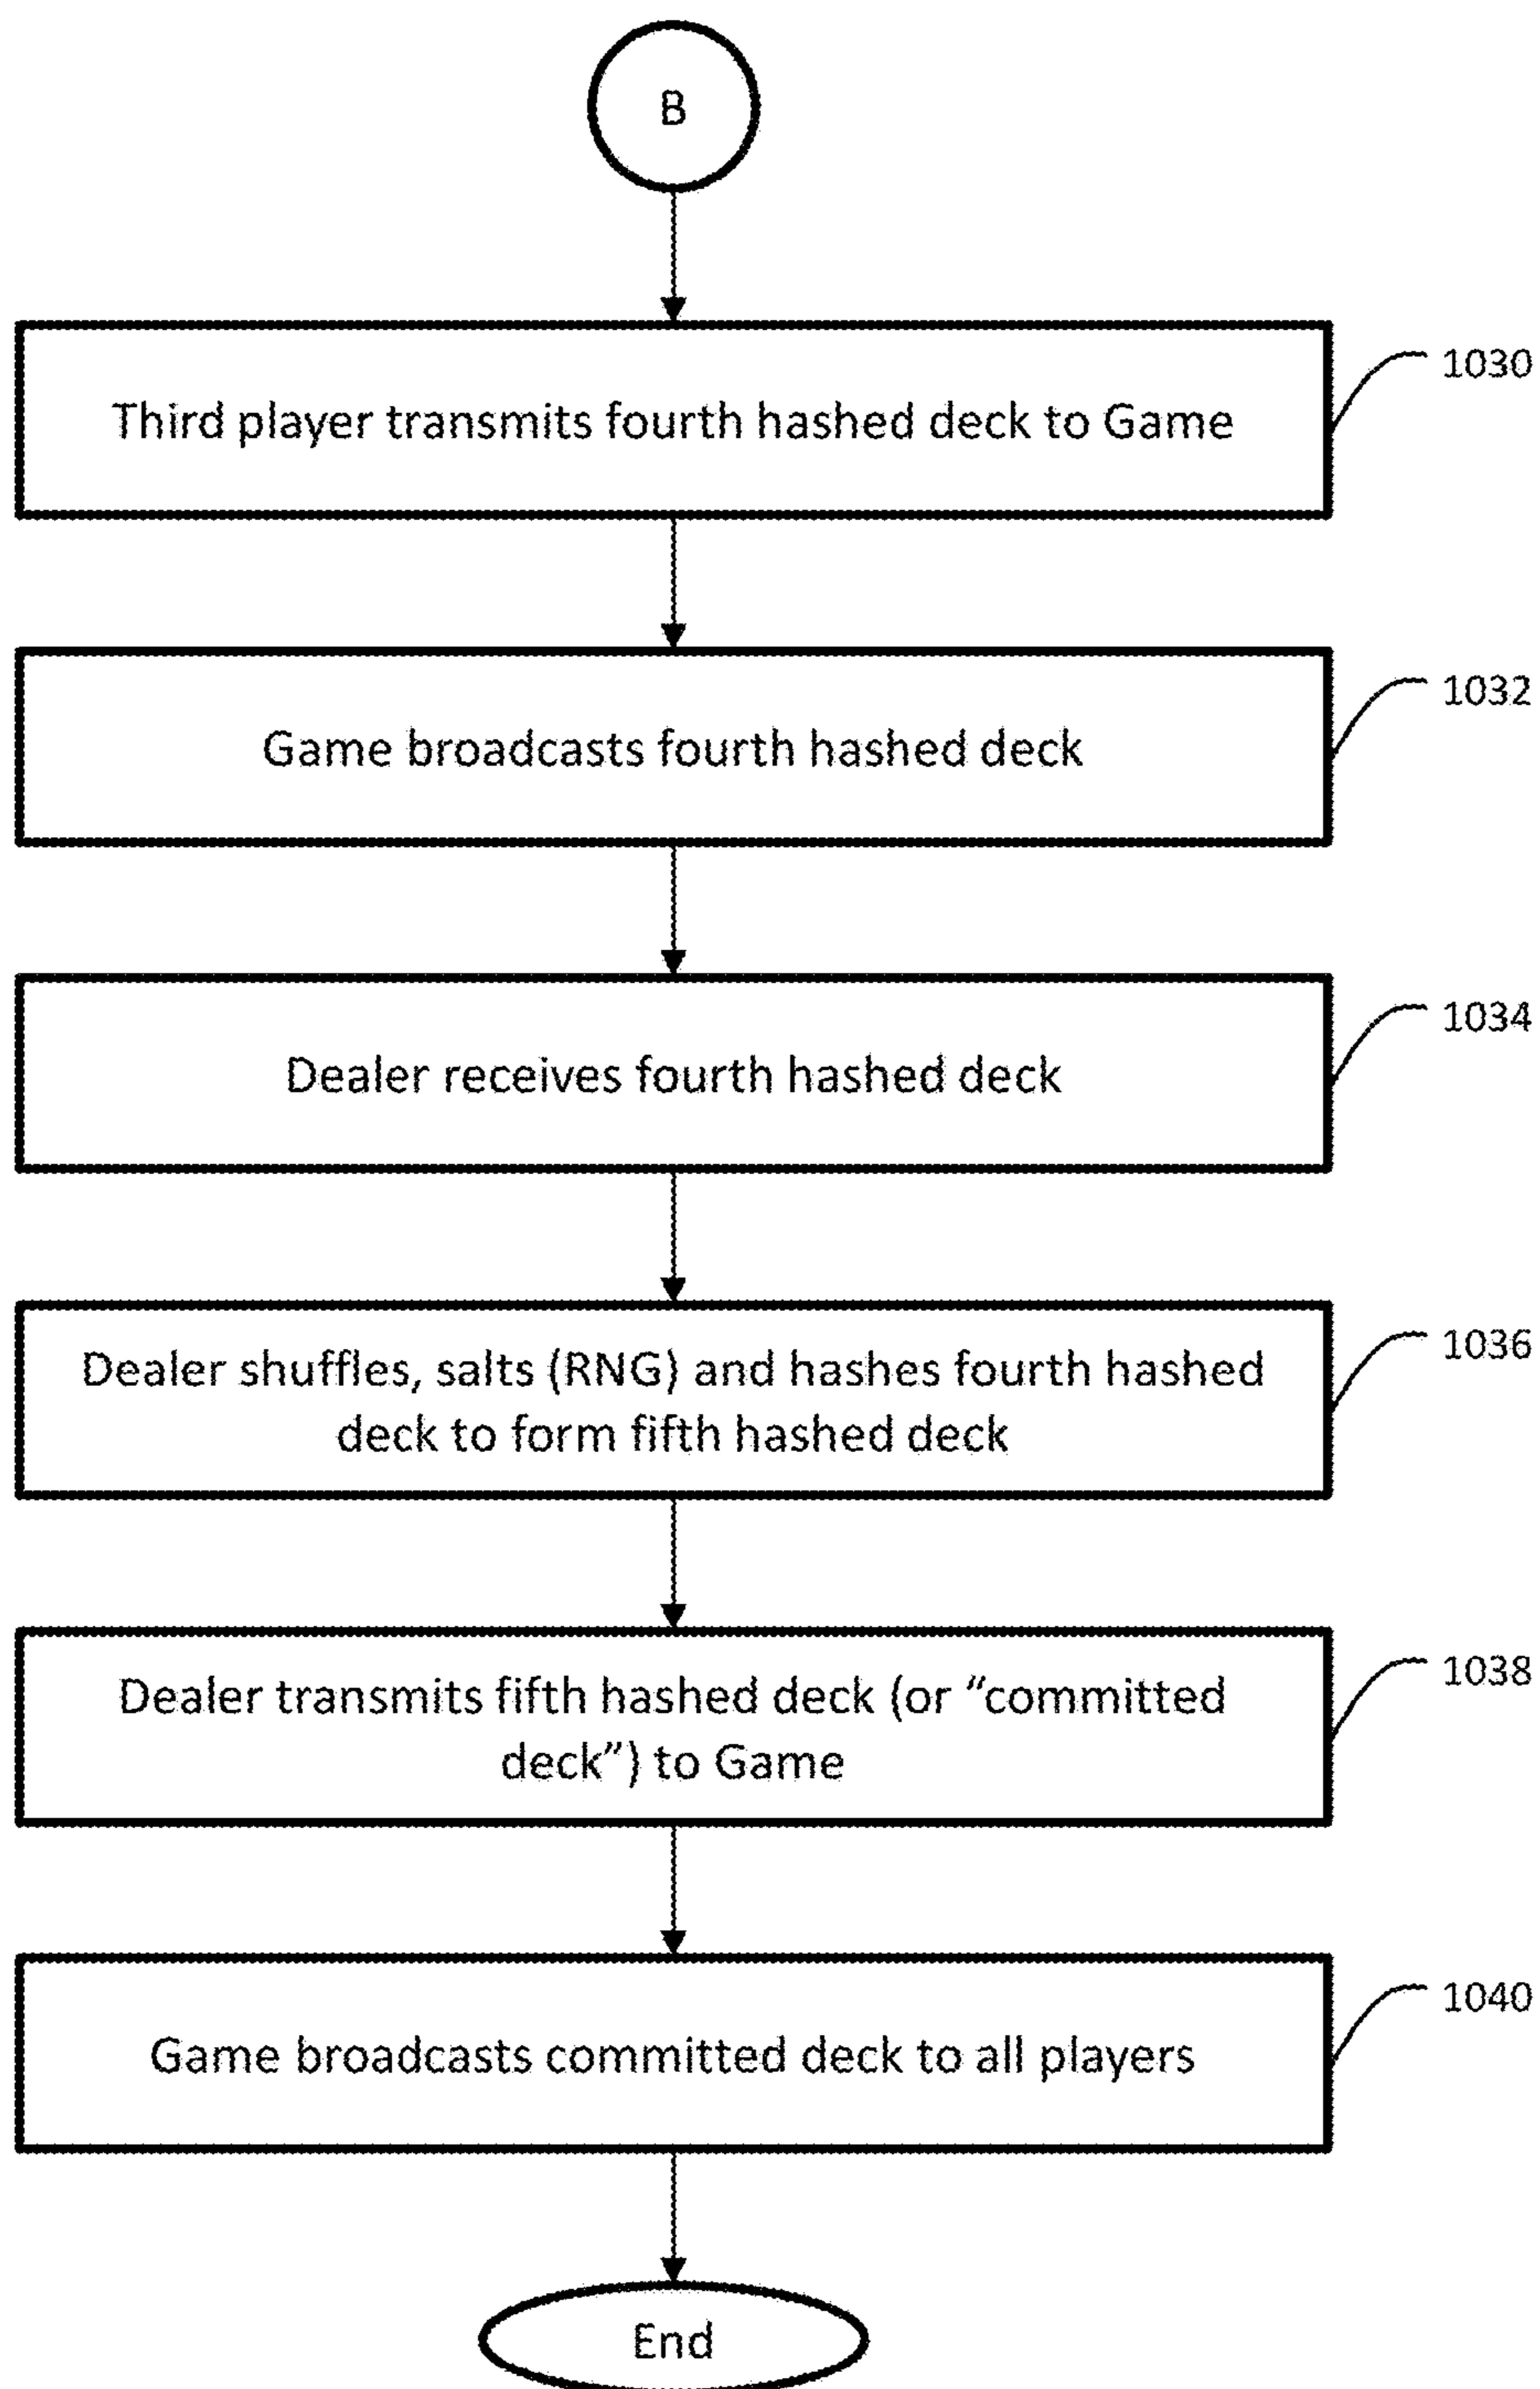 B
Third player transmits fourth hashed deck to Game
1030
Game broadcasts fourth hashed deck
1032
Dealer receives fourth hashed deck
1034
Dealer shuffles, salts (RNG) and hashes fourth hashed
deck to form fifth hashed deck
1036
Dealer transmits fifth hashed deck (or “committed
deck”) to Game
1038
Game broadcasts committed deck to all players
1040
End